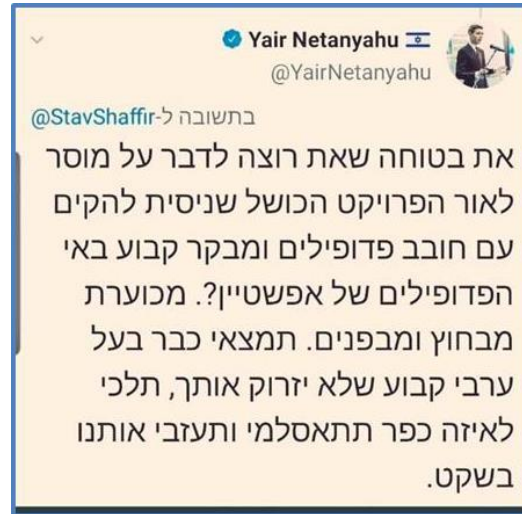 Yair Netanyahu 🇮🇱
@YairNetanyahu
בתשובה ל-@StavShaffir
את בטוחה שאת רוצה לדבר על מוסר
לאור הפרויקט הכושל שניסית להקים
עם חובב פדופילים ומבקר קבוע באי
הפדופילים של אפשטיין?. מכוערת
מבחוץ ומבפנים. תמצאי כבר בעל
ערבי קבוע שלא יזרוק אותך, תלכי
לאיזה כפר תתאסלמי ותעזבי אותנו
בשקט.